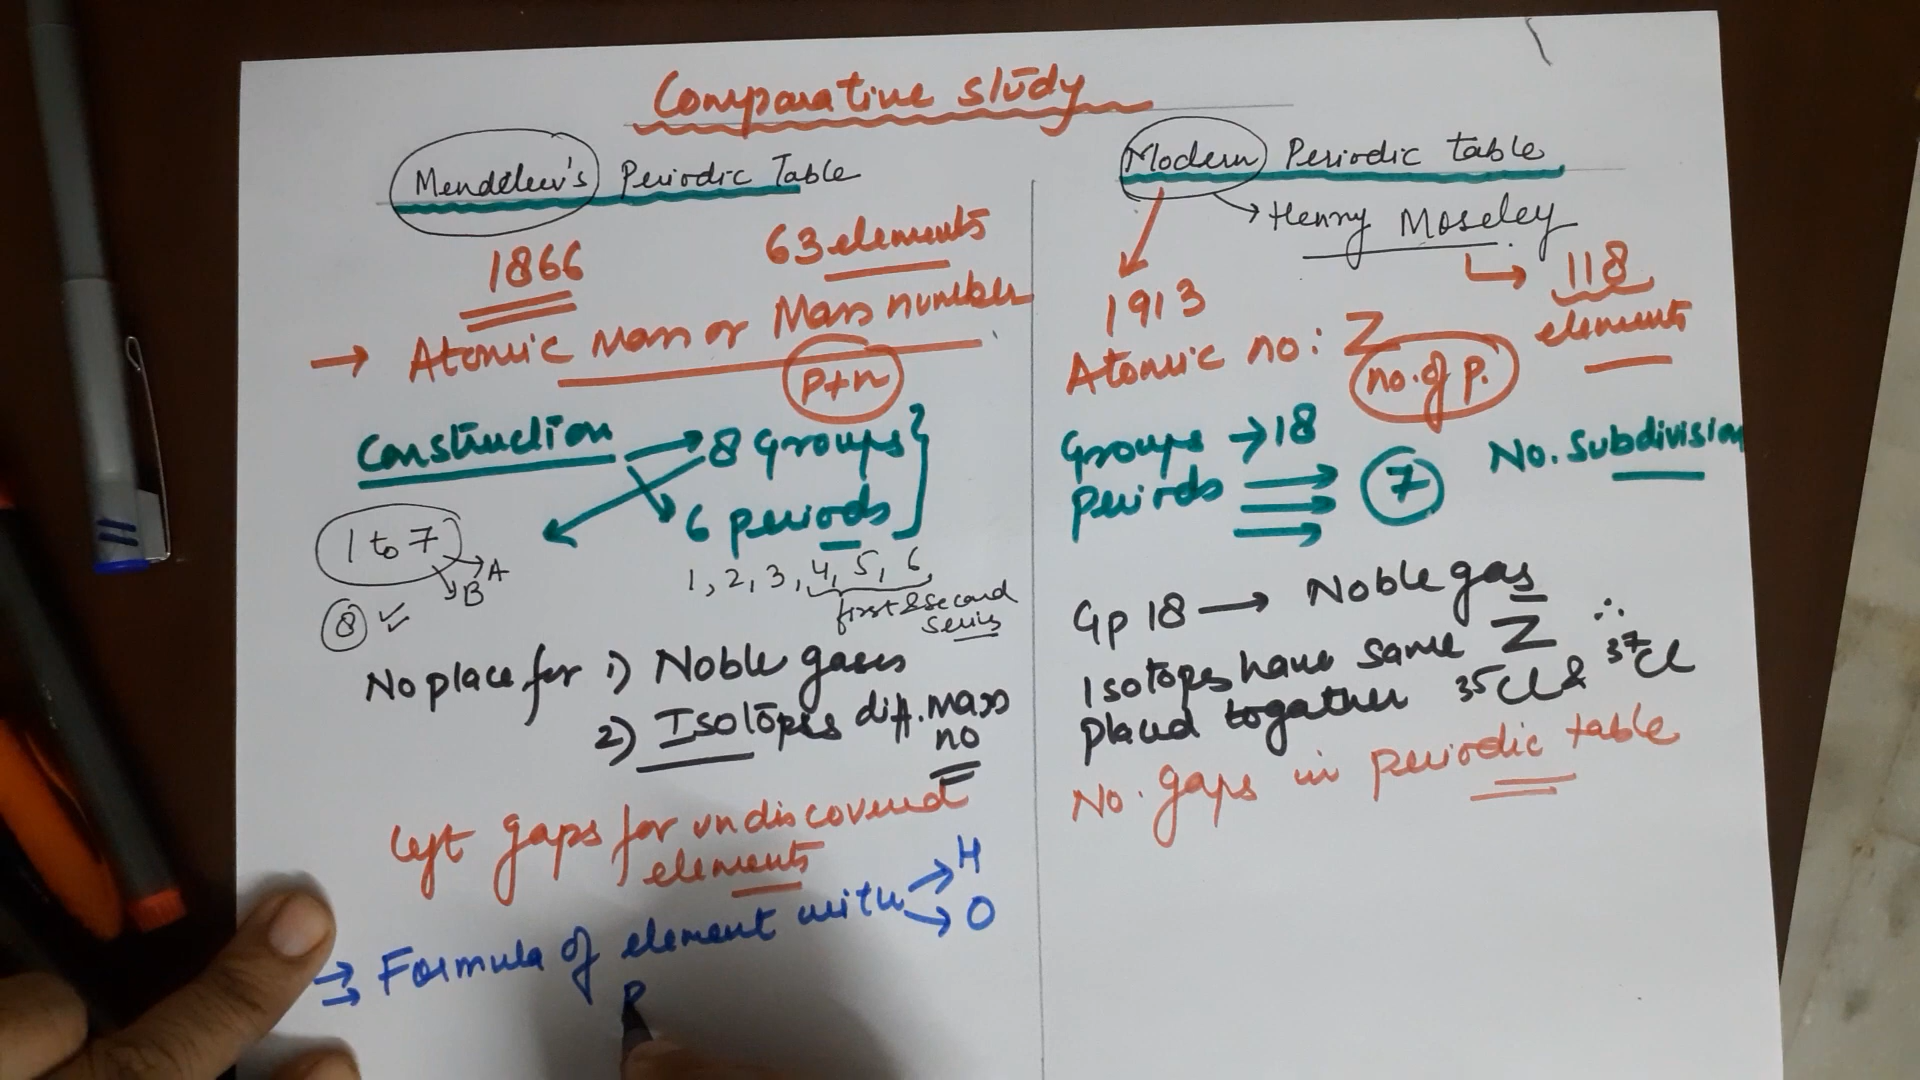 Comparative study
Mendeleev's Periodic Table
1866
63 elements
→ Atomic Mass or Mass number
p+n
Construction → 8 groups
6 periods
1 to 7
A
B
8 ✓
1, 2, 3, 4, 5, 6
first & second
series
No place for 1) Noble gases
2) Isotopes diff. mass
no
left gaps for undiscovered
elements
→ Formula of element with → H
→ O
Modern Periodic table
→ Henry Moseley
1913
→ 118
elements
Atomic no: Z
no. of p.
Groups → 18
No. Subdivision
periods → 7
Gp 18 → Noble gas
Isotopes have same Z ∴
placed together 35Cl & 37Cl
No. gaps in periodic table